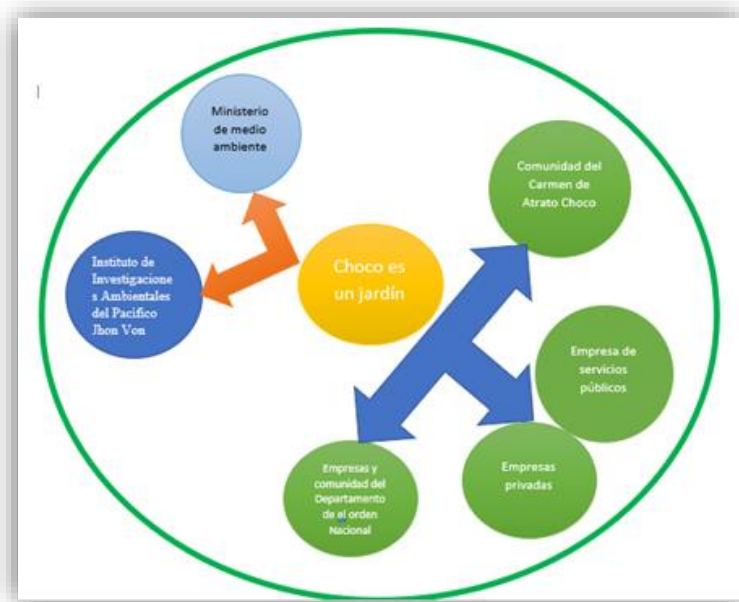 Ministerio
de medio
ambiente
Comunidad del
Carmen de
Atrato Choco
Instituto de
Investigacione
s Ambientales
del Pacifico
Jhon Von
Choco es
un jardín
Empresa de
servicios
públicos
Empresas y
comunidad del
Departamento
de el orden
Nacional
Empresas
privadas